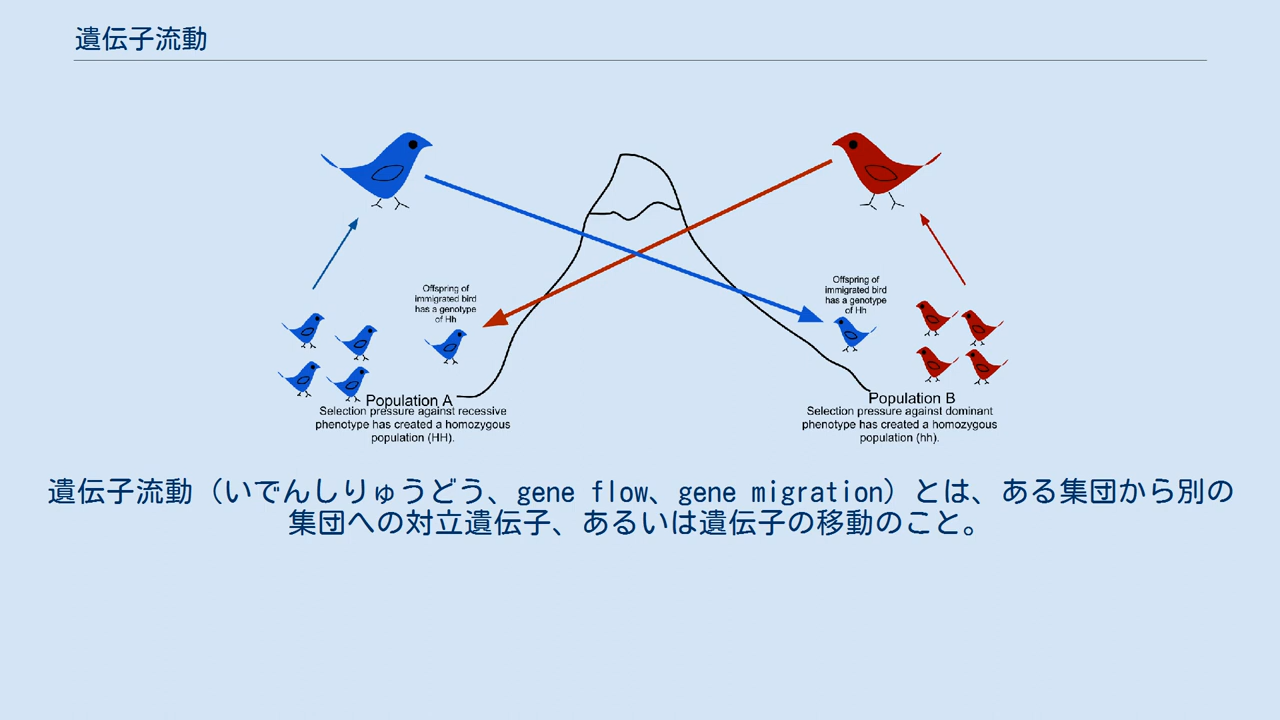 遺伝子流動
Offspring of
immigrated bird
has a genotype
of Hh
Offspring of
immigrated bird
has a genotype
of Hh
Population A
Selection pressure against recessive
phenotype has created a homozygous
population (HH).
Population B
Selection pressure against dominant
phenotype has created a homozygous
population (hh).
遺伝子流動（いでんしりゅうどう、gene flow、gene migration）とは、ある集団から別の
集団への対立遺伝子、あるいは遺伝子の移動のこと。